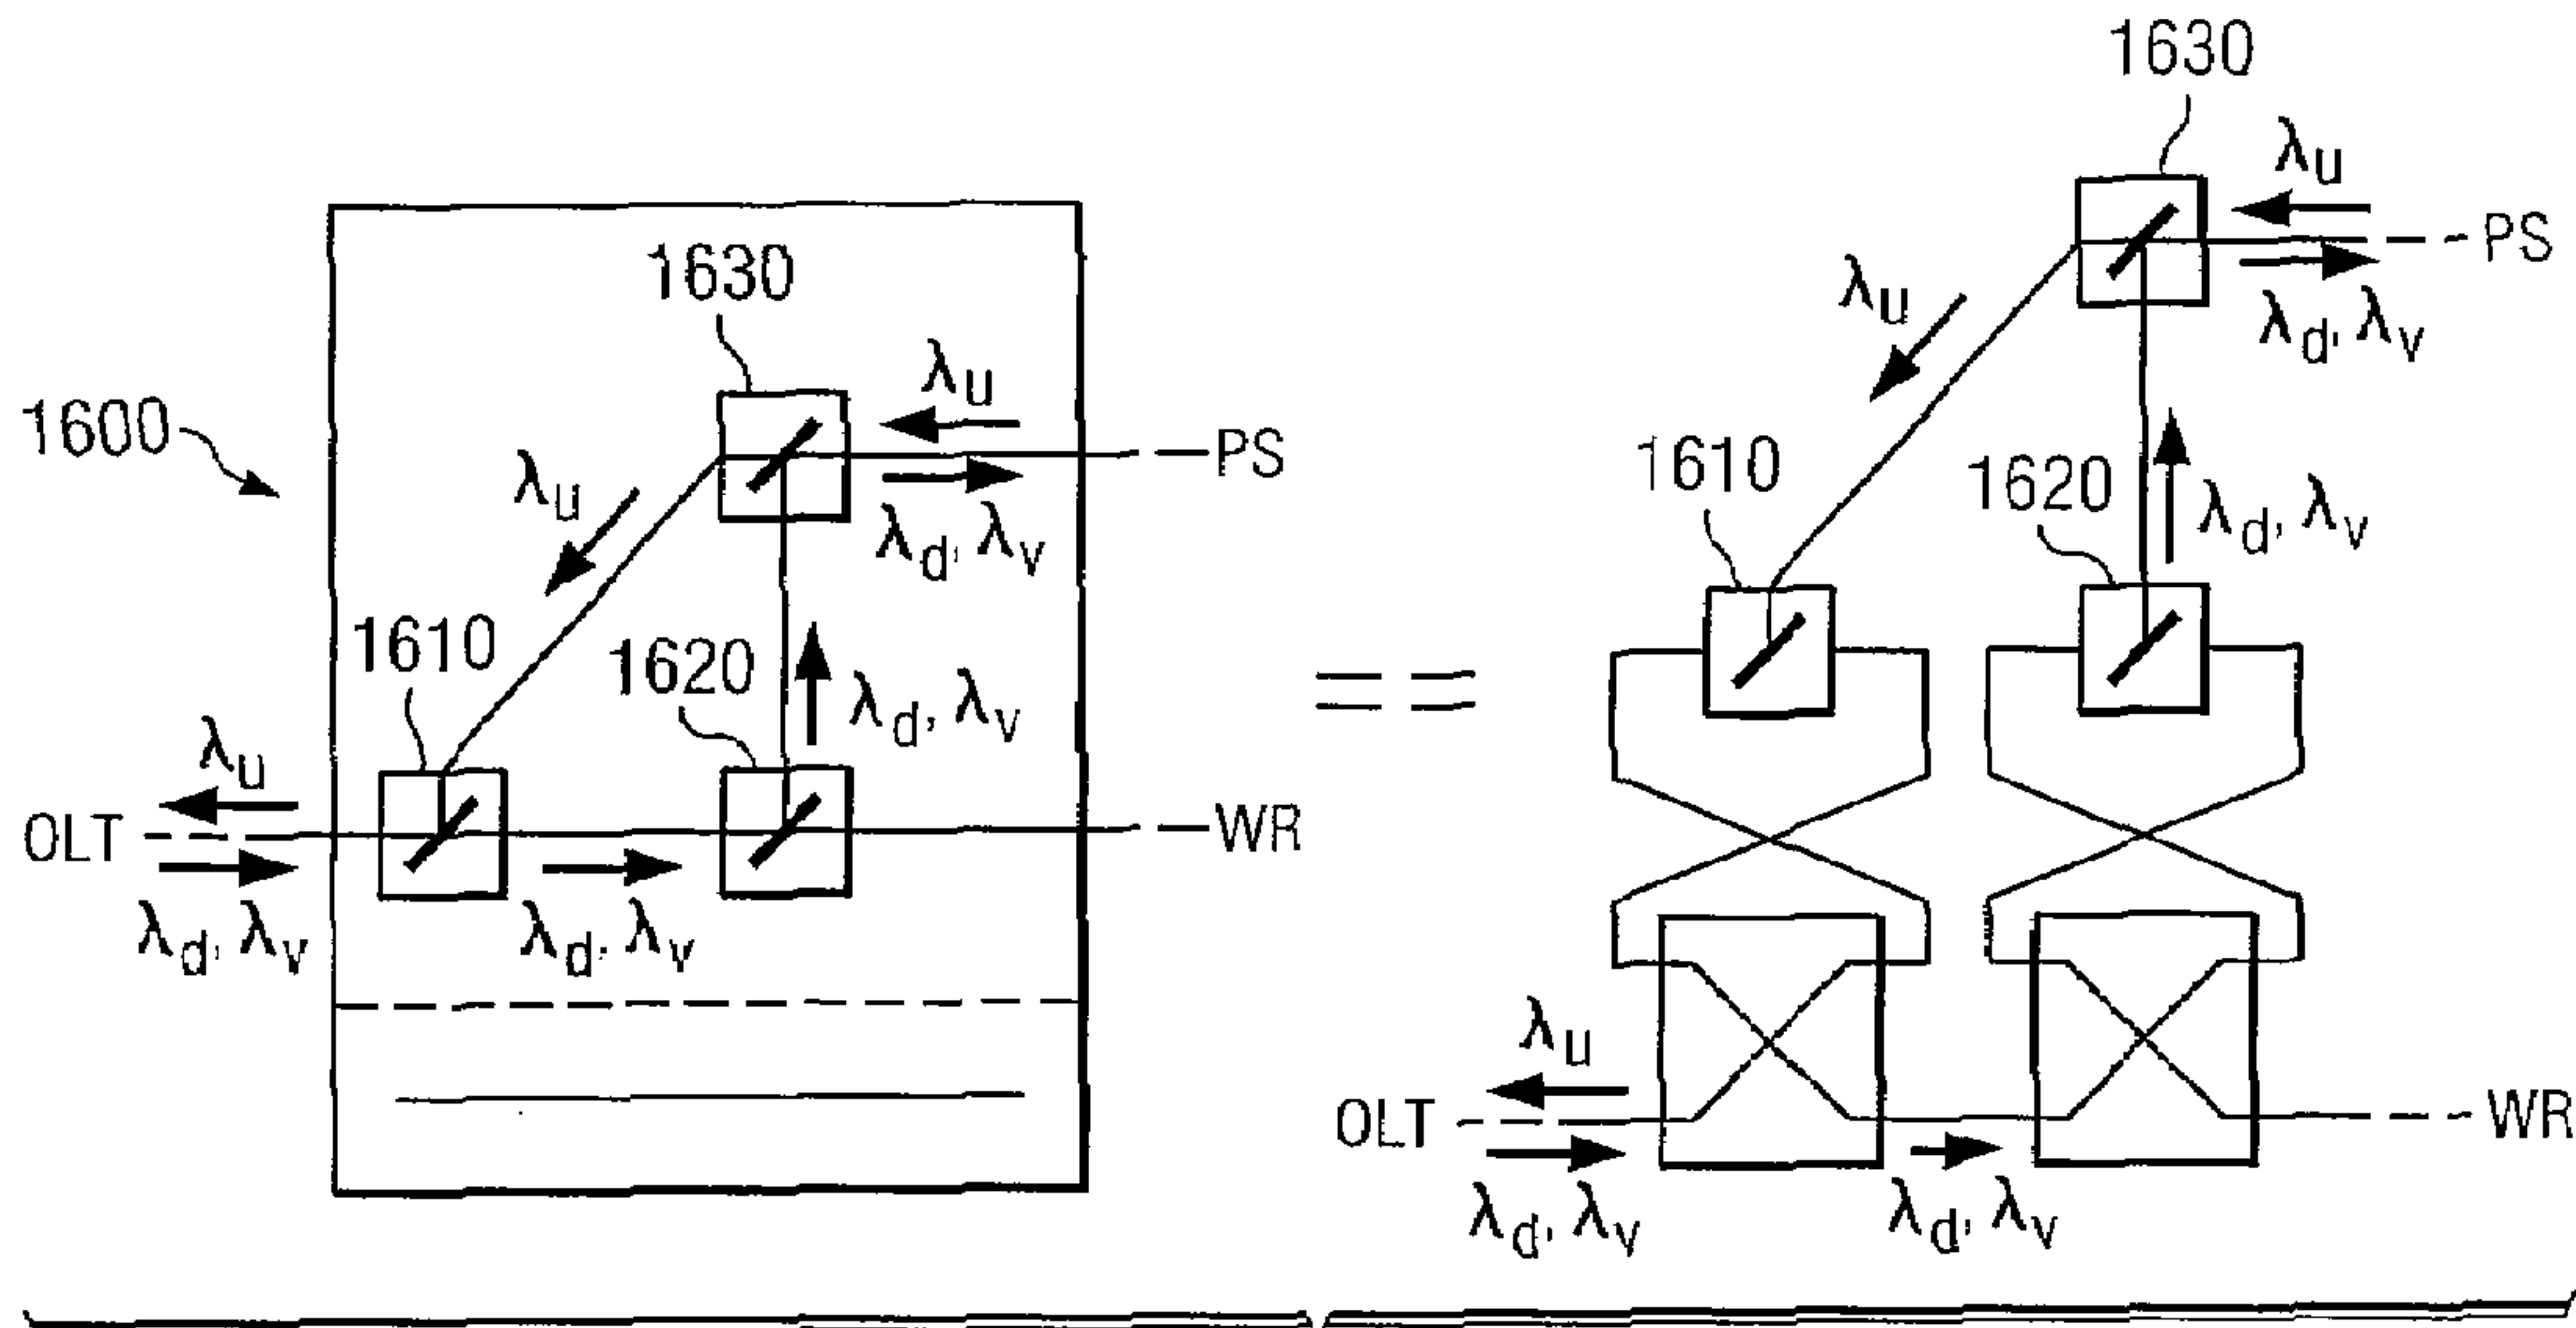 1630
λu
PS
λd, λv
λu
1610
1620
λd, λv
OLT
λu
λd, λv
λd, λv
WR
1600
1630
λu
PS
λd, λv
λu
1610
1620
λd, λv
==
λu
OLT
λd, λv
λd, λv
WR